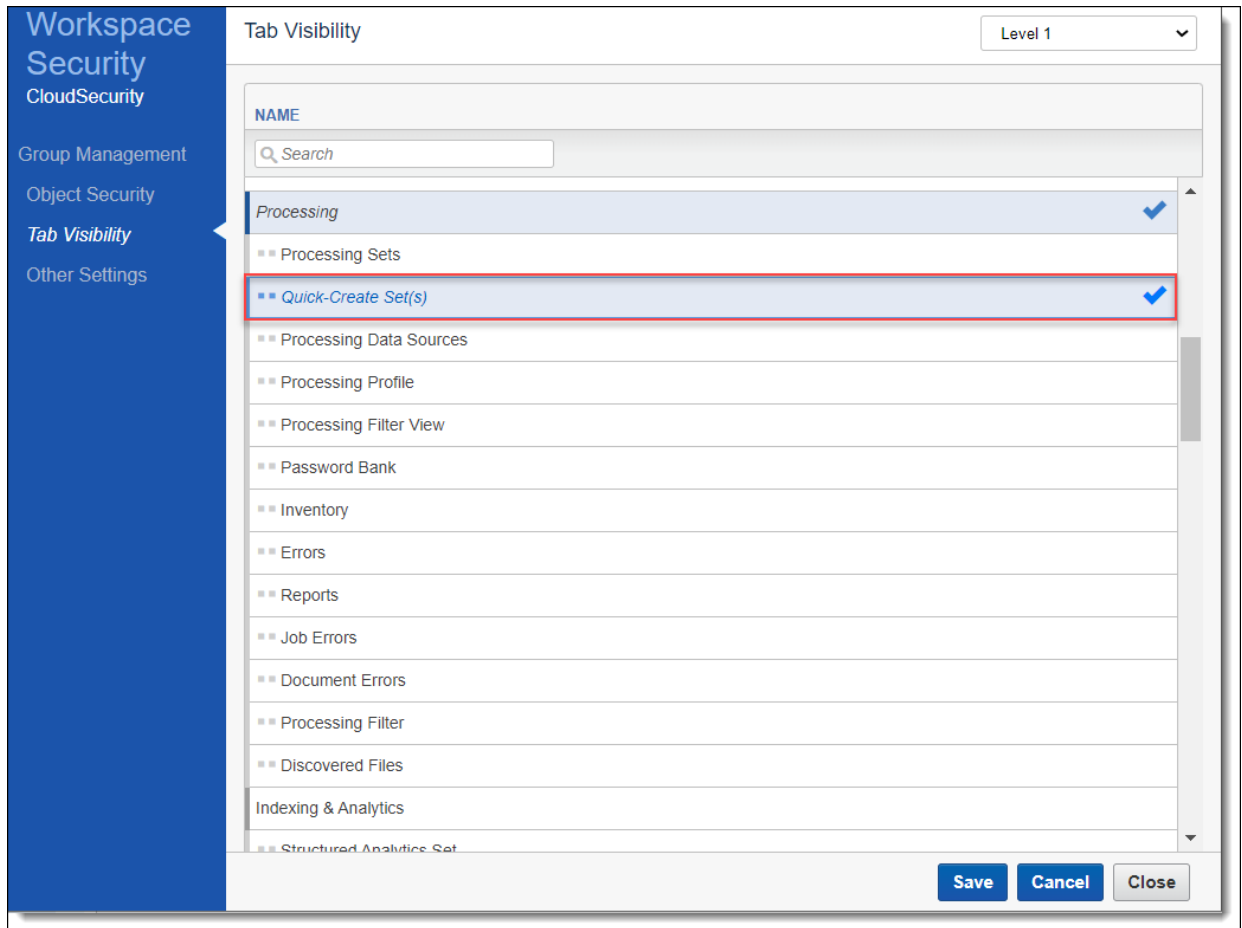 Workspace
Security
CloudSecurity
Group Management
Object Security
Tab Visibility
Other Settings
Tab Visibility
Level 1
NAME
Search
Processing
Processing Sets
Quick-Create Set(s)
Processing Data Sources
Processing Profile
Processing Filter View
Password Bank
Inventory
Errors
Reports
Job Errors
Document Errors
Processing Filter
Discovered Files
Indexing & Analytics
Structured Analytics Set
Save
Cancel
Close